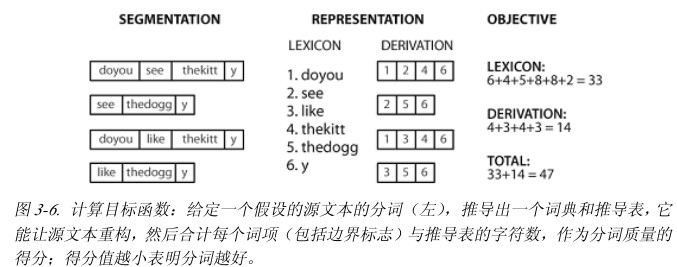 SEGMENTATION REPRESENTATION OBJECTIVE
LEXICON DERIVATION
doyou see thekitt y
see thedogg y
doyou like thekitt y
like thedogg y
1. doyou
2. see
3. like
4. thekitt
5. thedogg
6. y
1 2 4 6
2 5 6
1 3 4 6
3 5 6
LEXICON:
6+4+5+8+8+2 = 33
DERIVATION:
4+3+4+3 = 14
TOTAL:
33+14 = 47
图 3-6. 计算目标函数：给定一个假设的源文本的分词（左），推导出一个词典和推导表，它
能让源文本重构，然后合计每个词项（包括边界标志）与推导表的字符数，作为分词质量的
得分；得分值越小表明分词越好。